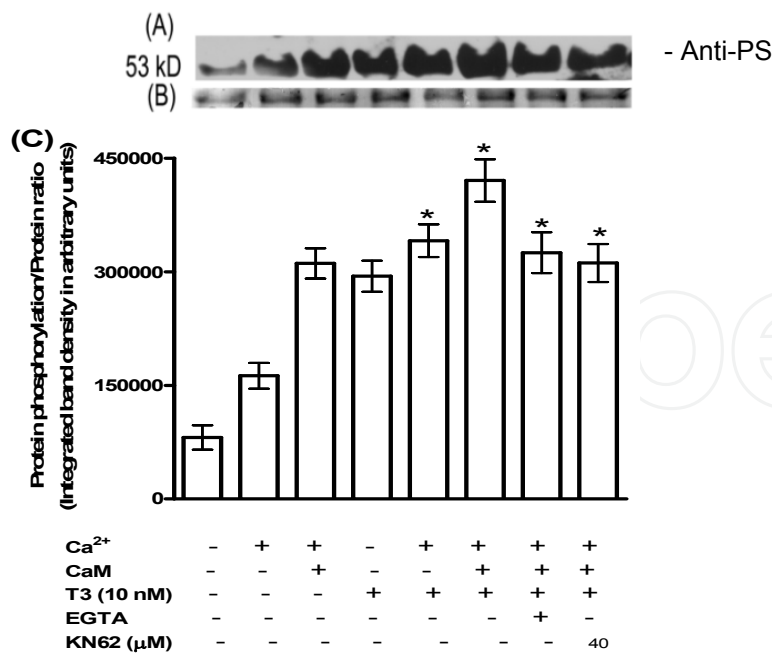 (A)
- Anti-PS
53 kD
(B)
(C)
Protein phosphorylation/Protein ratio
(Integrated band density in arbitrary units)
450000
300000
150000
0
* * * *
Ca2+ - + + - + + + +
CaM - - + - - + + +
T3 (10 nM) - - - + + + + +
EGTA - - - - - - + -
KN62 (μM) - - - - - - - 40